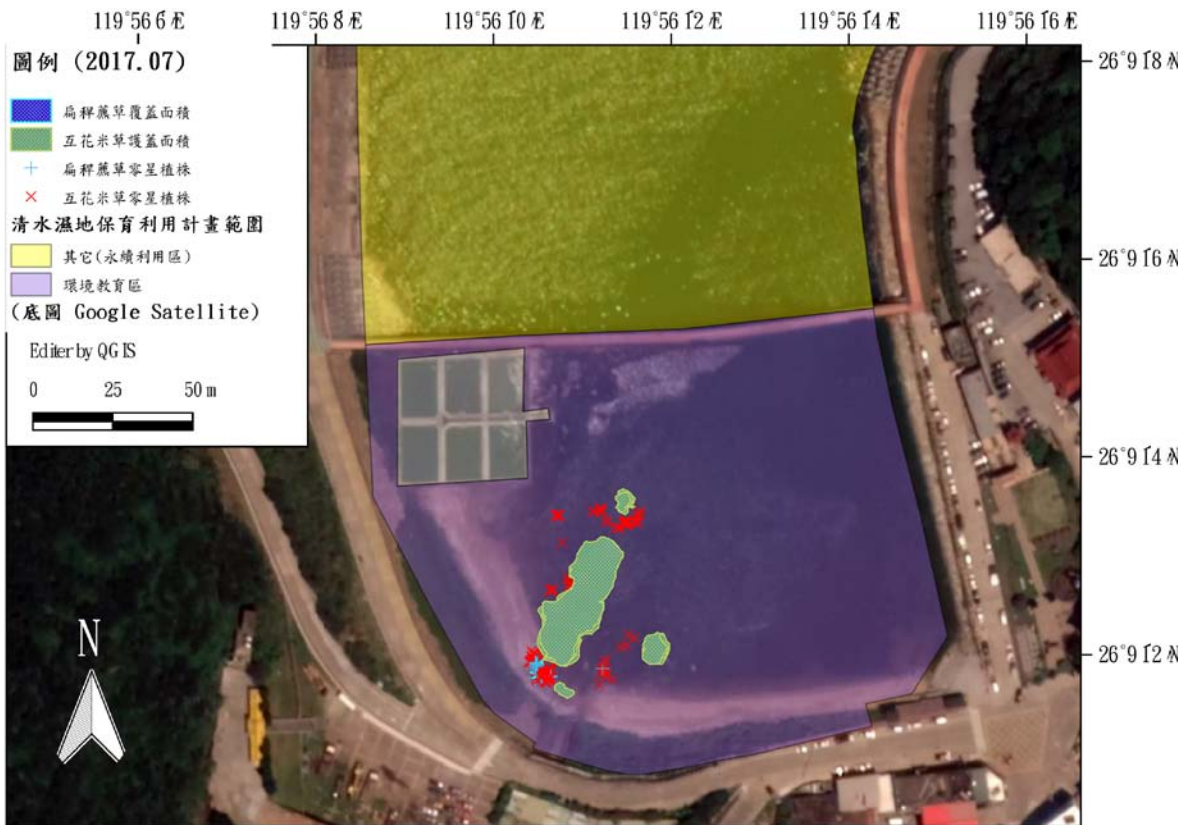 119°56′6″E 119°56′8″E 119°56′10″E 119°56′12″E 119°56′14″E 119°56′16″E
圖例 (2017.07)
扁稈藨草覆蓋面積
互花米草護蓋面積
扁稈藨草零星植株
互花米草零星植株
清水濕地保育利用計畫範圍
其它(永續利用區)
環境教育區
(底圖 Google Satellite)
Editer by QGIS
0 25 50 m
N
26°9′18″N
26°9′16″N
26°9′14″N
26°9′12″N